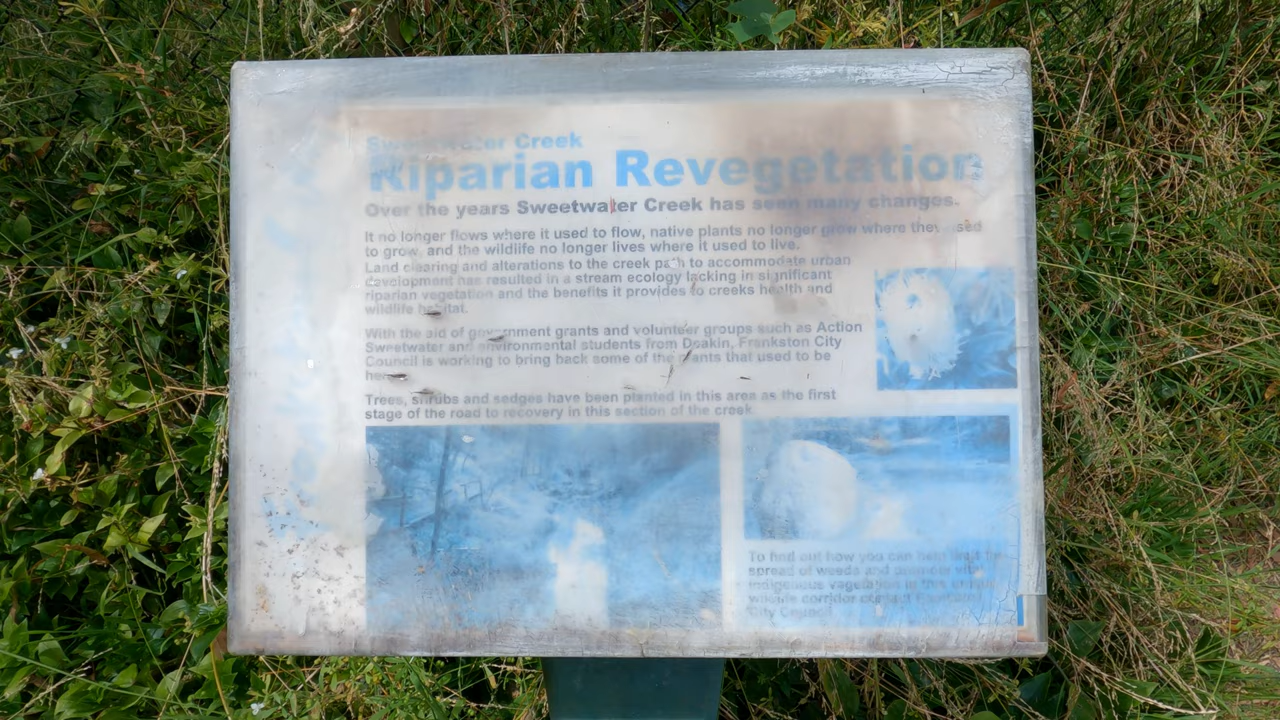 Sweetwater Creek
Riparian Revegetation
Over the years Sweetwater Creek has seen many changes.
It no longer flows where it used to flow, native plants no longer grow where they used
to grow, and the wildlife no longer lives where it used to live.
Land clearing and alterations to the creek path to accommodate urban
development has resulted in a stream ecology lacking in significant
riparian vegetation and the benefits it provides to creeks health and
wildlife habitat.
With the aid of government grants and volunteer groups such as Action
Sweetwater and environmental students from Deakin, Frankston City
Council is working to bring back some of the plants that used to be
here.
Trees, shrubs and sedges have been planted in this area as the first
stage of the road to recovery in this section of the creek.
To find out how you can help
spread of weeds and
indigenous vegetation in this
wildlife corridor contact Frankston
City Council